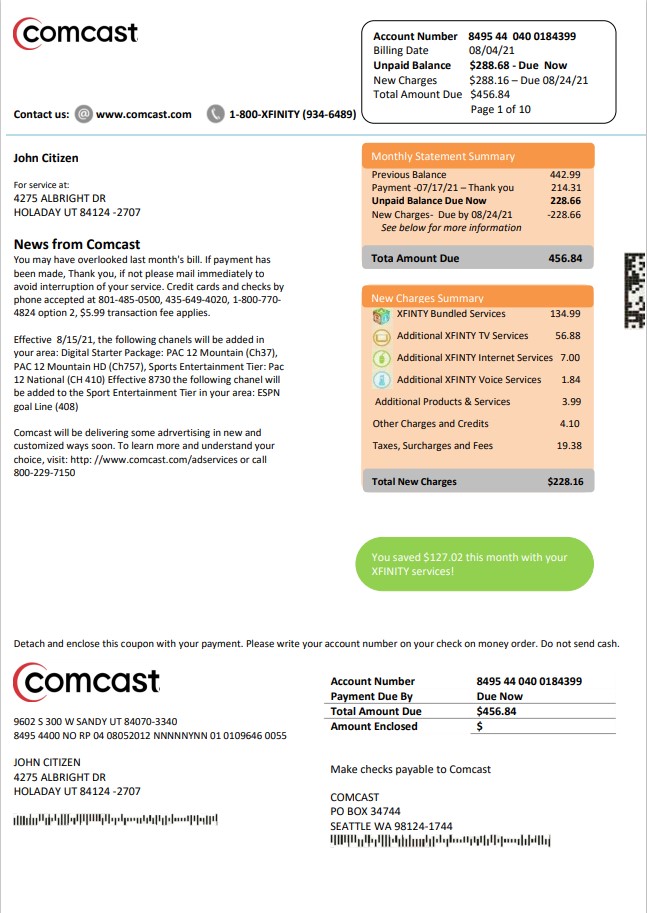 comcast
Account Number 8495 44 040 0184399
Billing Date 08/04/21
Unpaid Balance $288.68 - Due Now
New Charges $288.16 – Due 08/24/21
Total Amount Due $456.84
Page 1 of 10
Contact us: @ www.comcast.com 1-800-XFINITY (934-6489)
John Citizen
For service at:
4275 ALBRIGHT DR
HOLADAY UT 84124 -2707
News from Comcast
You may have overlooked last month's bill. If payment has
been made, Thank you, if not please mail immediately to
avoid interruption of your service. Credit cards and checks by
phone accepted at 801-485-0500, 435-649-4020, 1-800-770-
4824 option 2, $5.99 transaction fee applies.
Effective 8/15/21, the following chanels will be added in
your area: Digital Starter Package: PAC 12 Mountain (Ch37),
PAC 12 Mountain HD (Ch757), Sports Entertainment Tier: Pac
12 National (CH 410) Effective 8730 the following chanel will
be added to the Sport Entertainment Tier in your area: ESPN
goal Line (408)
Comcast will be delivering some adrvertising in new and
customized ways soon. To learn more and understand your
choice, visit: http: //www.comcast.com/adservices or call
800-229-7150
Monthly Statement Summary
Previous Balance 442.99
Payment -07/17/21 – Thank you 214.31
Unpaid Balance Due Now 228.66
New Charges- Due by 08/24/21 -228.66
See below for more information
Tota Amount Due 456.84
New Charges Summary
XFINITY Bundled Services 134.99
Additional XFINITY TV Services 56.88
Additional XFINITY Internet Services 7.00
Additional XFINITY Voice Services 1.84
Additional Products & Services 3.99
Other Charges and Credits 4.10
Taxes, Surcharges and Fees 19.38
Total New Charges $228.16
You saved $127.02 this month with your
XFINITY services!
Detach and enclose this coupon with your payment. Please write your account number on your check on money order. Do not send cash.
comcast
9602 S 300 W SANDY UT 84070-3340
8495 4400 NO RP 04 08052012 NNNNNYNN 01 0109646 0055
JOHN CITIZEN
4275 ALBRIGHT DR
HOLADAY UT 84124 -2707
Account Number 8495 44 040 0184399
Payment Due By Due Now
Total Amount Due $456.84
Amount Enclosed $
Make checks payable to Comcast
COMCAST
PO BOX 34744
SEATTLE WA 98124-1744